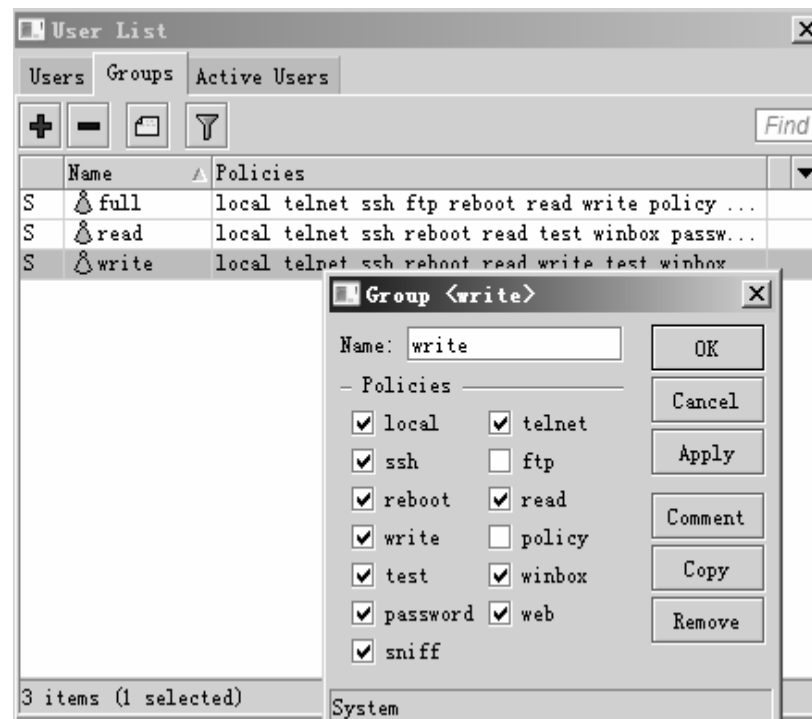 User List
Users Groups Active Users
Find
Name Policies
S full local telnet ssh ftp reboot read write policy ...
S read local telnet ssh reboot read test winbox passw...
S write local telnet ssh reboot read write test winbox
Group <write>
Name: write
OK
Policies
Cancel
local telnet
Apply
ssh ftp
reboot read
Comment
write policy
test winbox
Copy
password web
Remove
sniff
3 items (1 selected)
System